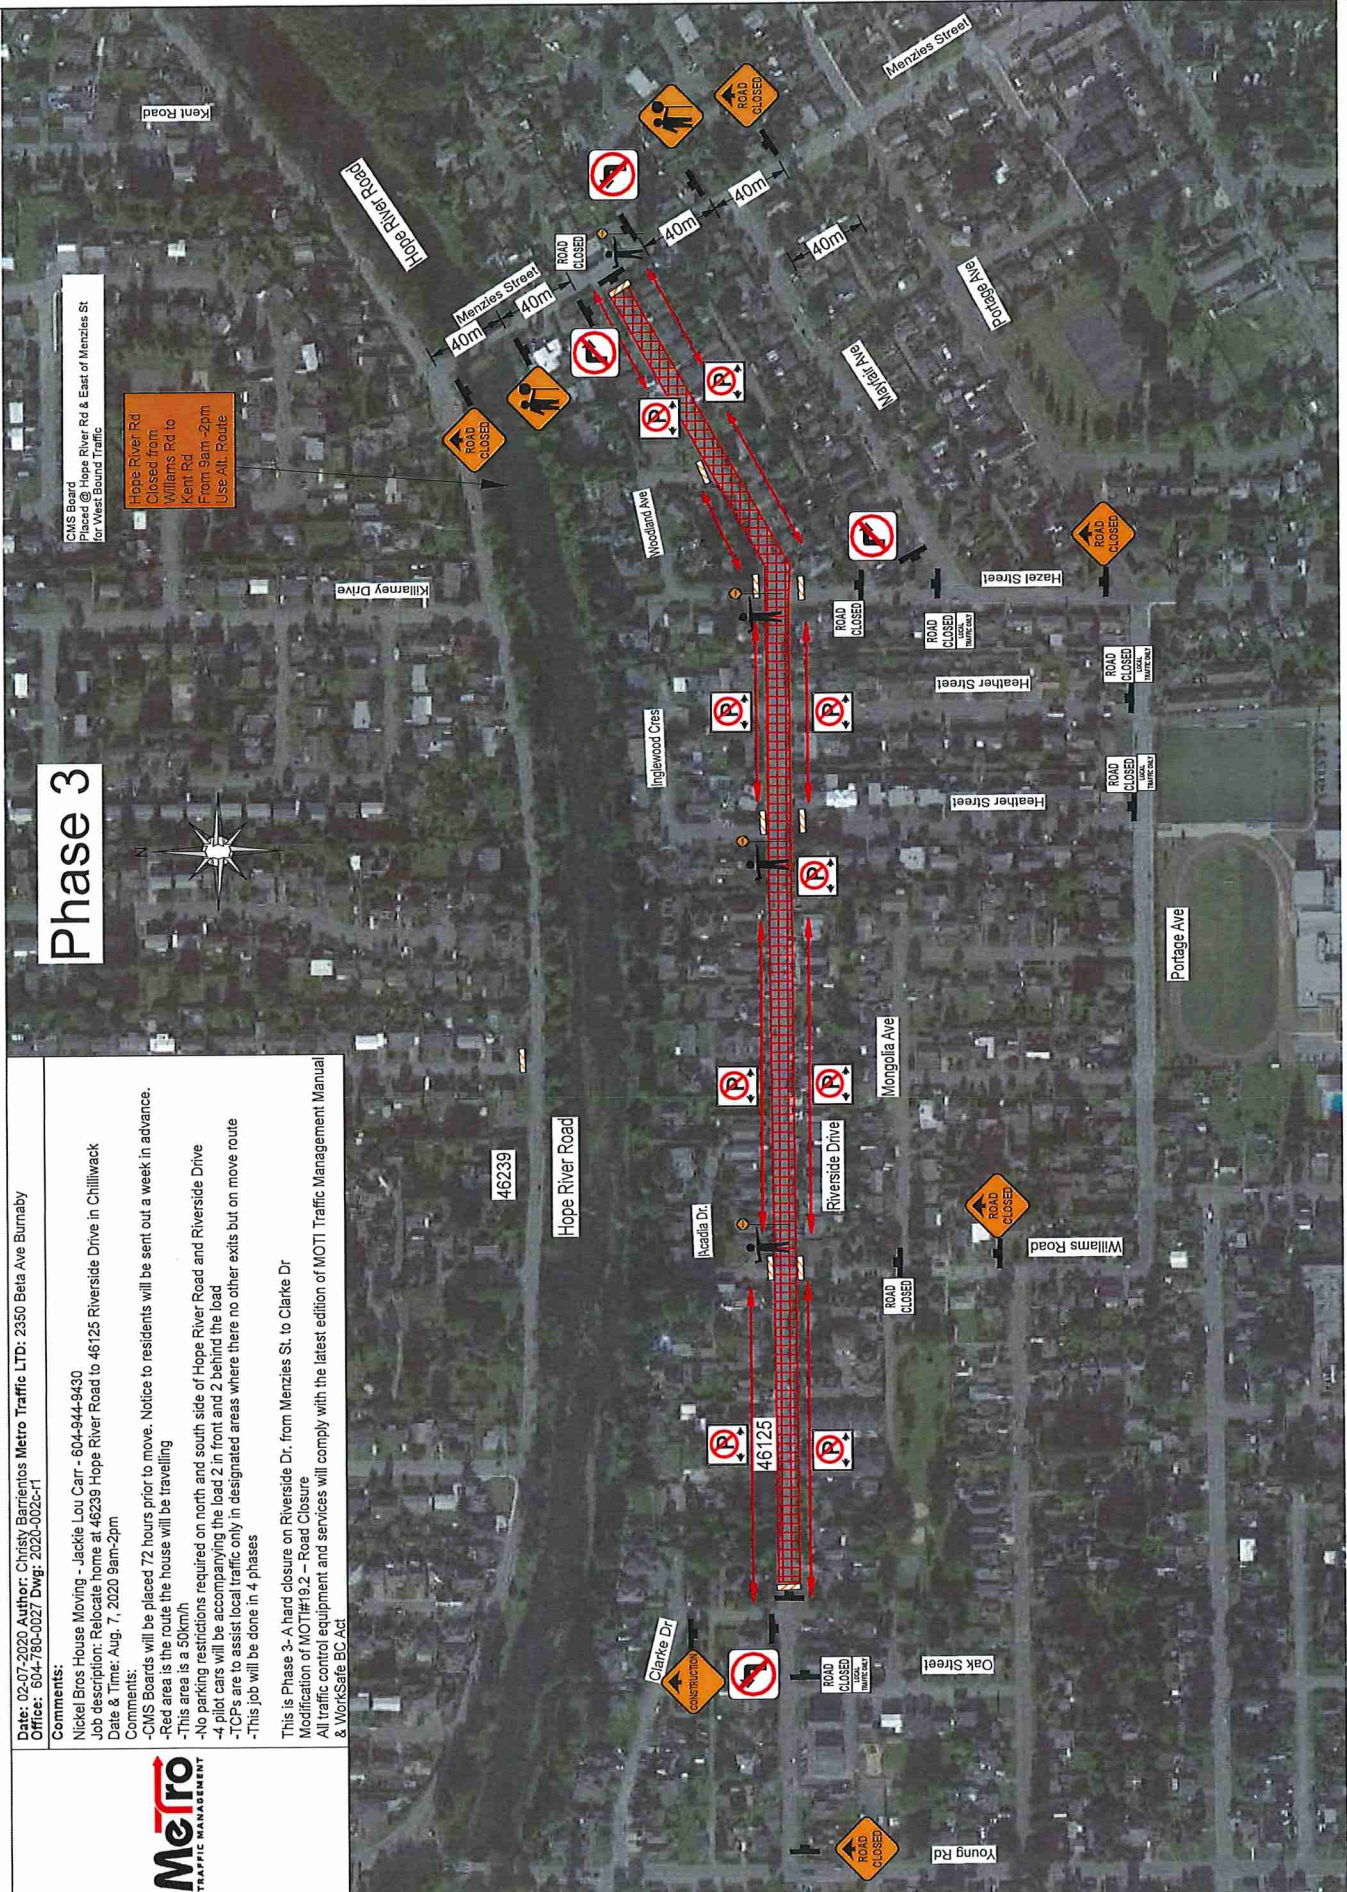 Date: 02-07-2020 Author: Christy Barrientos Metro Traffic LTD: 2350 Beta Ave Burnaby
Office: 604-780-0027 Dwg: 2020-002c-r1
Comments:
Nickel Bros House Moving - Jackie Lou Carr - 604-944-9430
Job description: Relocate home at 46239 Hope River Road to 46125 Riverside Drive in Chilliwack
Date & Time: Aug. 7, 2020 9am-2pm
Comments:
-CMS Boards will be placed 72 hours prior to move. Notice to residents will be sent out a week in advance.
-Red area is the route the house will be travelling
-This area is a 50km/h
-No parking restrictions required on north and south side of Hope River Road and Riverside Drive
-4 pilot cars will be accompanying the load 2 in front and 2 behind the load
-TCPs are to assist local traffic only in designated areas where there no other exits but on move route
-This job will be done in 4 phases
This is Phase 3- A hard closure on Riverside Dr. from Menzies St. to Clarke Dr
Modification of MOTI#19.2 – Road Closure
All traffic control equipment and services will comply with the latest edition of MOTI Traffic Management Manual
& WorkSafe BC Act
MeTro
TRAFFIC MANAGEMENT
Phase 3
N
CMS Board
Placed @ Hope River Rd & East of Menzies St
for West Bound Traffic
Hope River Rd
Closed from
Willams Rd to
Kent Rd
From 9am -2pm
Use Alt. Route
Kent Road
Hope River Road
Killarney Drive
Menzies Street
40m
40m
ROAD
CLOSED
ROAD
CLOSED
40m
40m
40m
ROAD
CLOSED
Menzies Street
Portage Ave
Mayfair Ave
Woodland Ave
Inglewood Cres
P
P
P
P
P
P
P
P
P
46239
Hope River Road
Acadia Dr.
Riverside Drive
Mongolia Ave
46125
Clarke Dr
CONSTRUCTION
ROAD
CLOSED
LOCAL
TRAFFIC ONLY
Oak Street
ROAD
CLOSED
Young Rd
ROAD
CLOSED
ROAD
CLOSED
Willams Road
Portage Ave
Heather Street
Heather Street
ROAD
CLOSED
LOCAL
TRAFFIC ONLY
ROAD
CLOSED
LOCAL
TRAFFIC ONLY
ROAD
CLOSED
ROAD
CLOSED
LOCAL
TRAFFIC ONLY
Hazel Street
ROAD
CLOSED